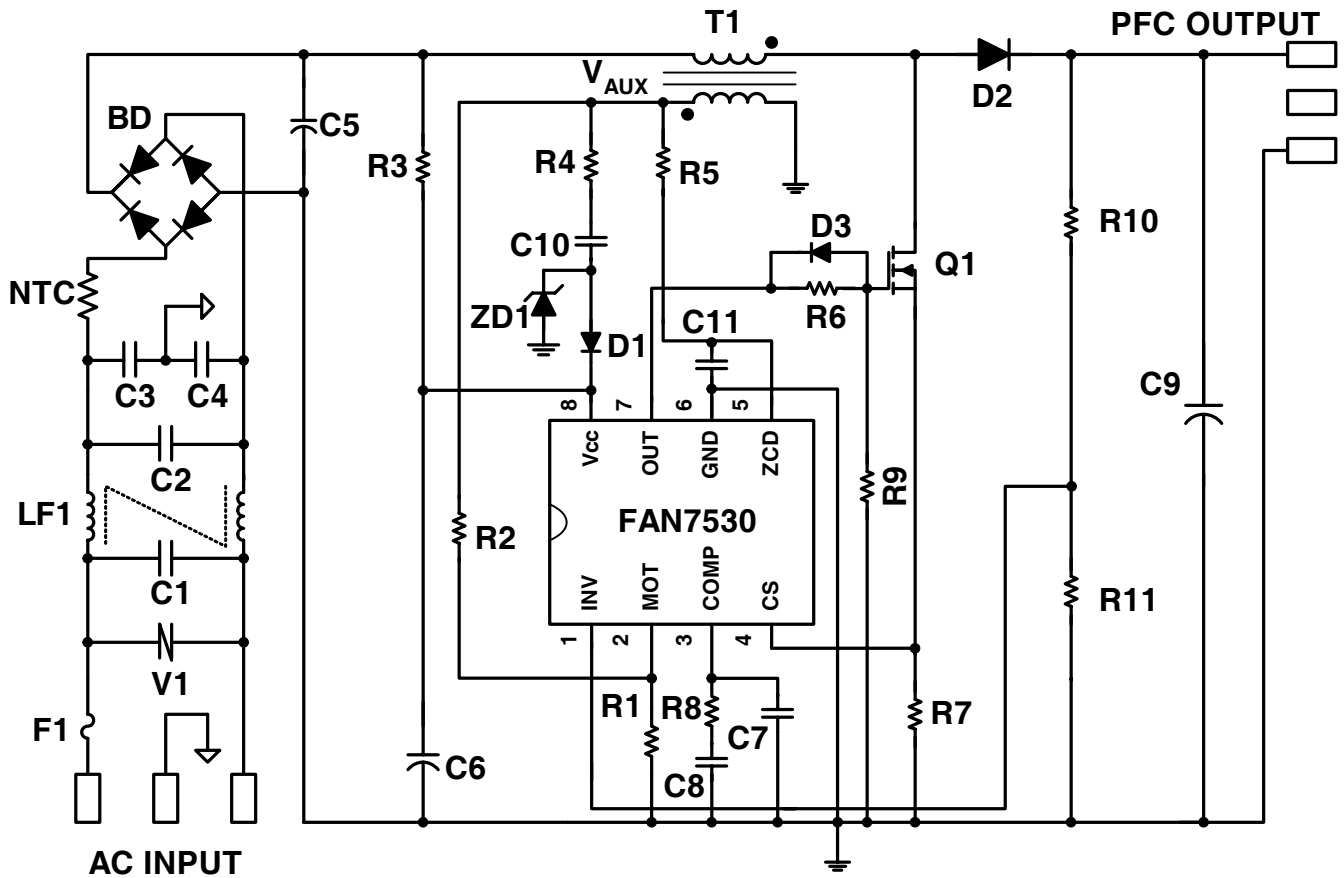 T1
PFC OUTPUT
VAUX
D2
BD
C5
R3
R4
R5
R10
D3
C10
Q1
NTC
ZD1
R6
C11
D1
C3
C4
C9
8
7
6
5
Vcc
OUT
GND
ZCD
C2
R9
LF1
FAN7530
R2
C1
INV
MOT
COMP
CS
R11
1
2
3
4
V1
R1
R8
R7
F1
C7
C6
C8
AC INPUT